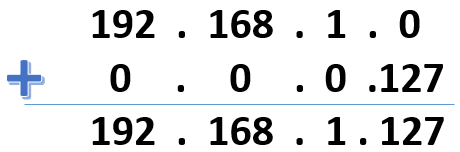 192 . 168 . 1 . 0
+ 0 . 0 . 0 .127
192 . 168 . 1 . 127